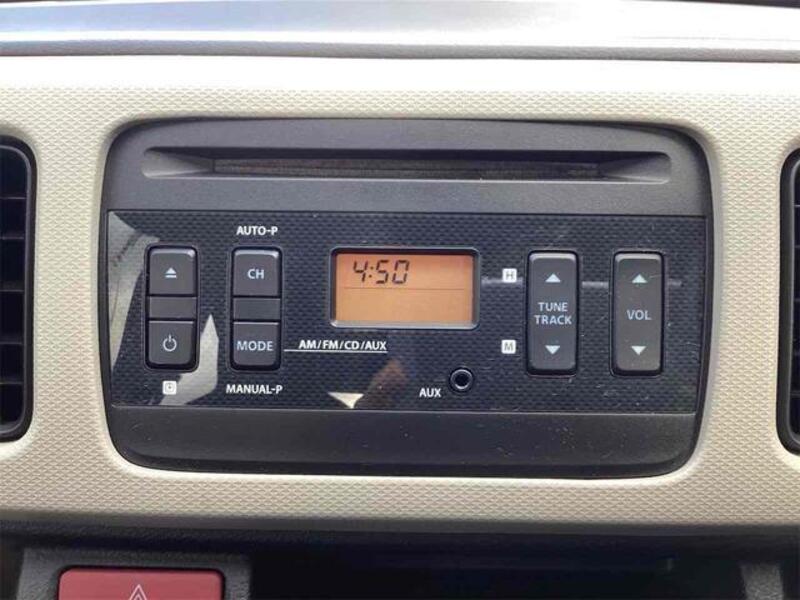 AUTO-P
CH
4:50
H
TUNE
TRACK
VOL
MODE
AM/FM/CD/AUX
M
MANUAL-P
AUX